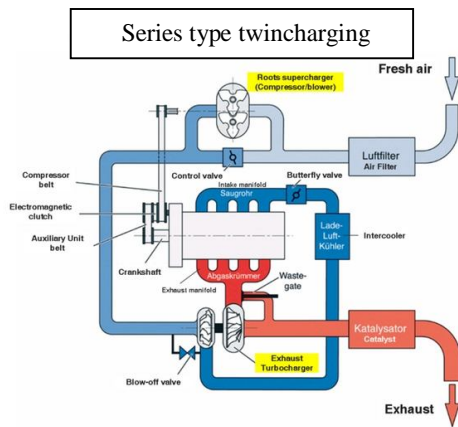 Series type twincharging
Roots supercharger
(Compressor/blower)
Fresh air
Control valve
Luftfilter
Air Filter
Compressor
belt
Electromagnetic
clutch
Auxiliary Unit
belt
Crankshaft
Intake manifold
Saugrohr
Butterfly valve
Lade-
Luft-
Kühler
Intercooler
Exhaust manifold
Abgaskrümmer
Waste-
gate
Katalysator
Catalyst
Blow-off valve
Exhaust
Turbocharger
Exhaust